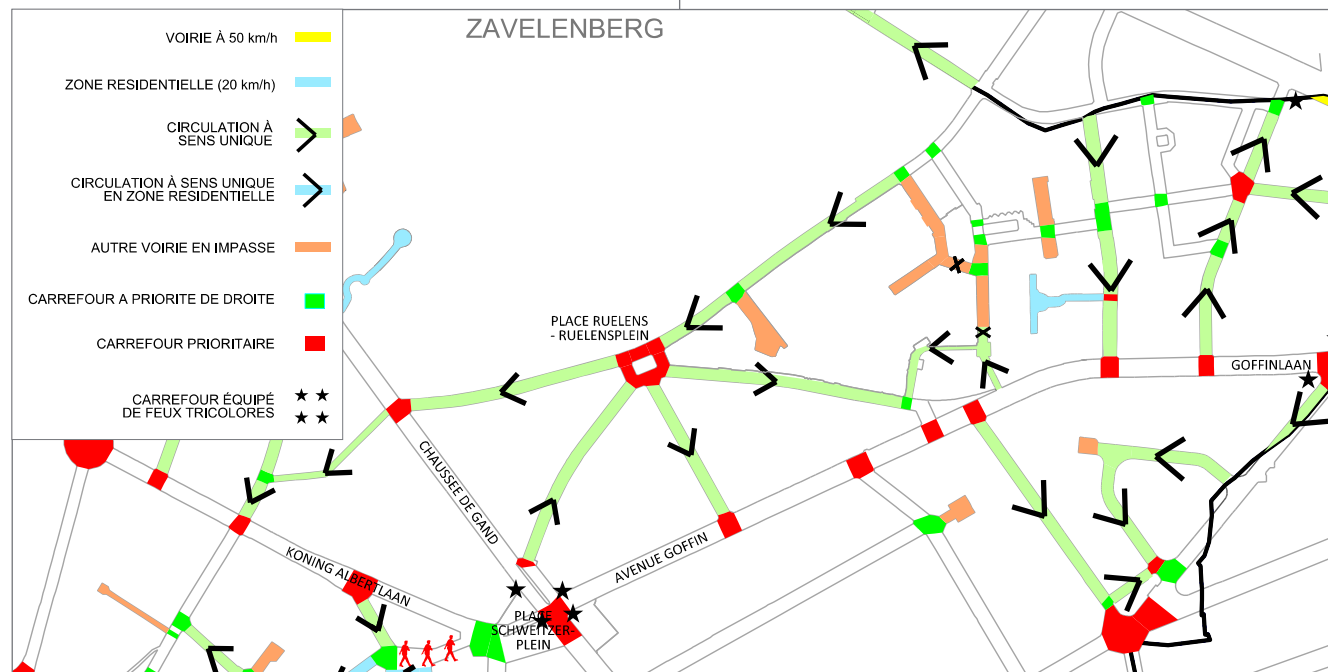 ZAVELENBERG
VOIRIE À 50 km/h
ZONE RESIDENTIELLE (20 km/h)
CIRCULATION À
SENS UNIQUE
CIRCULATION À SENS UNIQUE
EN ZONE RESIDENTIELLE
AUTRE VOIRIE EN IMPASSE
CARREFOUR A PRIORITE DE DROITE
CARREFOUR PRIORITAIRE
CARREFOUR ÉQUIPÉ
DE FEUX TRICOLORES
PLACE RUELENS
- RUELENSPLEIN
GOFFINLAAN
CHAUSSEE DE GAND
AVENUE GOFFIN
KONING ALBERTLAAN
PLACE
SCHWEITZER-
PLEIN